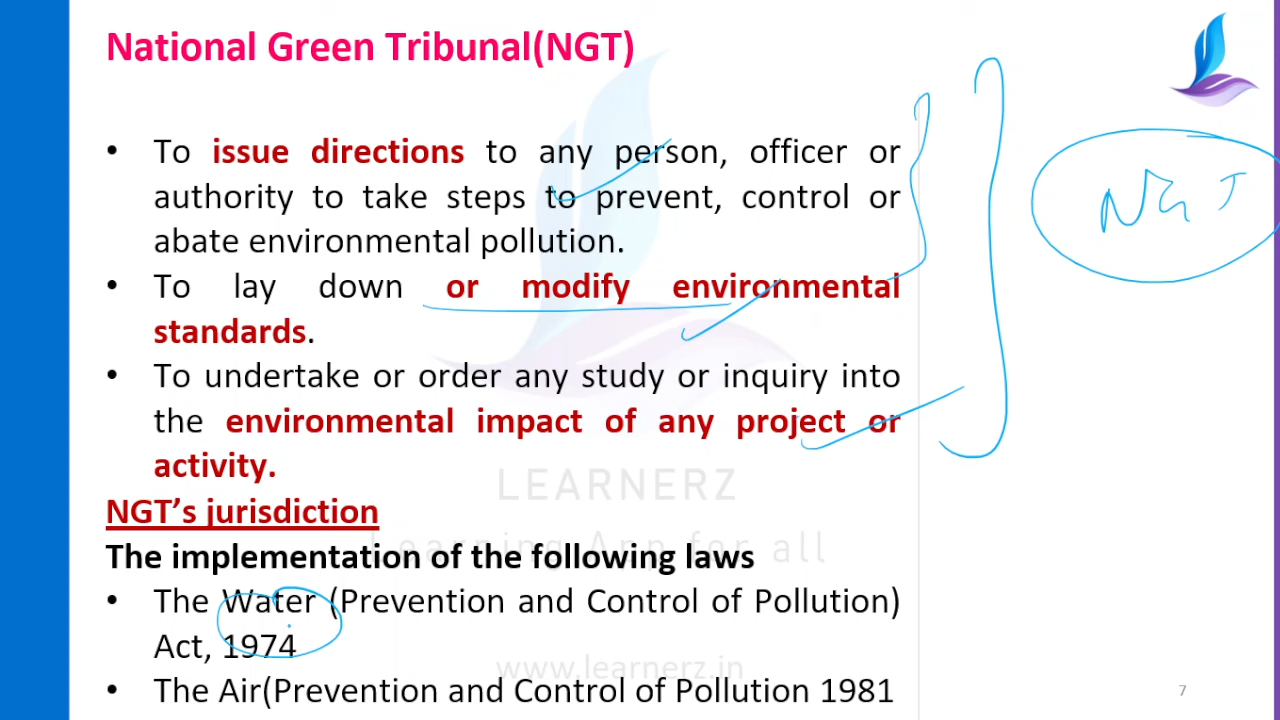 National Green Tribunal(NGT)
• To issue directions to any person, officer or
authority to take steps to prevent, control or
abate environmental pollution.
• To lay down or modify environmental
standards.
• To undertake or order any study or inquiry into
the environmental impact of any project or
activity.
NGT’s jurisdiction
The implementation of the following laws
• The Water (Prevention and Control of Pollution)
Act, 1974
• The Air(Prevention and Control of Pollution 1981
NGT
LEARNERZ
Learning App for all
www.learnerz.in
7